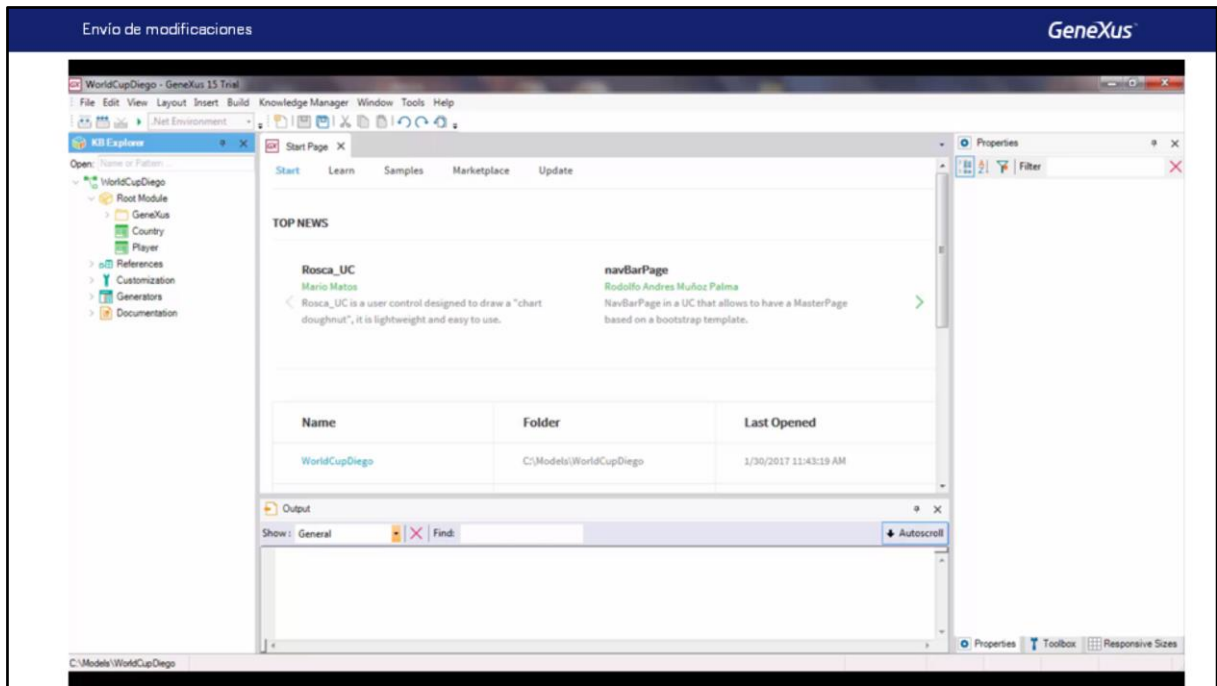 Envío de modificaciones
GeneXus
WorldCupDiego - GeneXus 15 Trial
File Edit View Layout Insert Build Knowledge Manager Window Tools Help
.Net Environment
KB Explorer
Open: Name or Pattern...
WorldCupDiego
Root Module
GeneXus
Country
Player
References
Customization
Generators
Documentation
Start Page
Start Learn Samples Marketplace Update
TOP NEWS
Rosca_UC
Mario Matos
Rosca_UC is a user control designed to draw a "chart
doughnut", it is lightweight and easy to use.
navBarPage
Rodolfo Andres Muñoz Palma
NavBarPage in a UC that allows to have a MasterPage
based on a bootstrap template.
Name Folder Last Opened
WorldCupDiego C:\Models\WorldCupDiego 1/30/2017 11:43:19 AM
Output
Show: General Find: Autoscroll
Properties
Filter
Properties Toolbox Responsive Sizes
C:\Models\WorldCupDiego